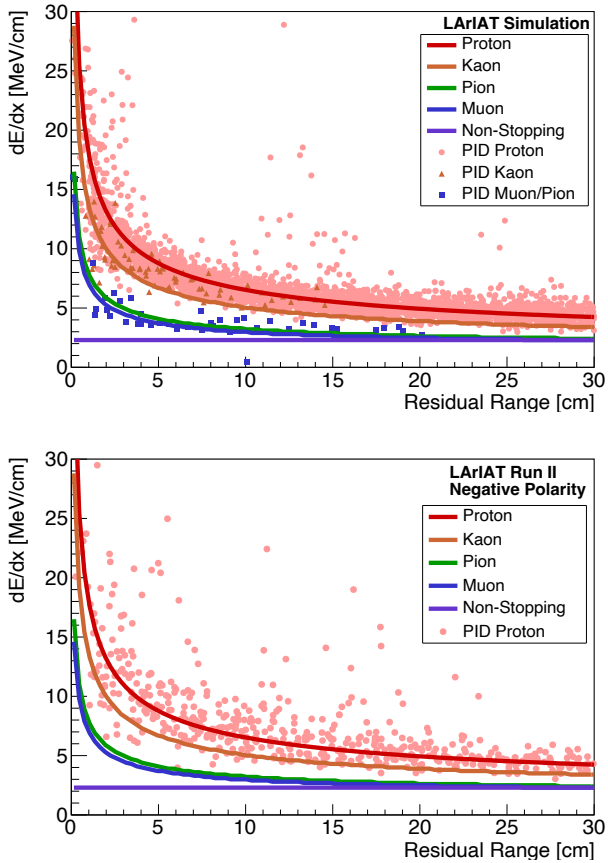 LArIAT Simulation
Proton
Kaon
Pion
Muon
Non-Stopping
PID Proton
PID Kaon
PID Muon/Pion
dE/dx [MeV/cm]
30
25
20
15
10
5
0
0 5 10 15 20 25 30
Residual Range [cm]
LArIAT Run II
Negative Polarity
Proton
Kaon
Pion
Muon
Non-Stopping
PID Proton
dE/dx [MeV/cm]
30
25
20
15
10
5
0
0 5 10 15 20 25 30
Residual Range [cm]